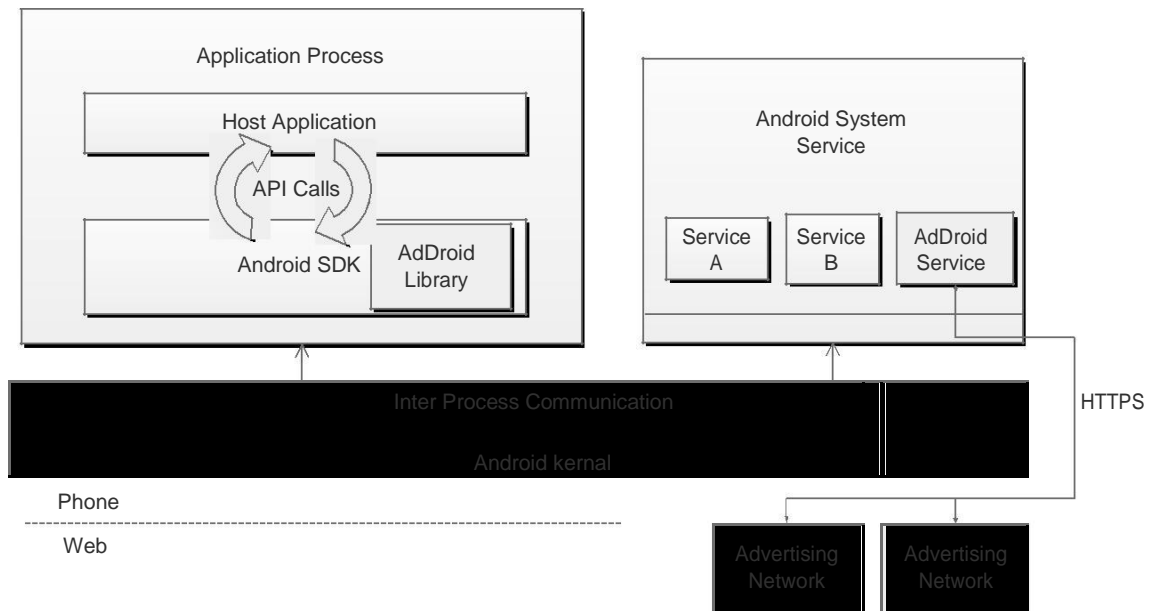 Application Process
Host Application
API Calls
Android SDK
AdDroid
Library
Android System
Service
Service
A
Service
B
AdDroid
Service
Inter Process Communication
Android kernal
HTTPS
Phone
Web
Advertising
Network
Advertising
Network